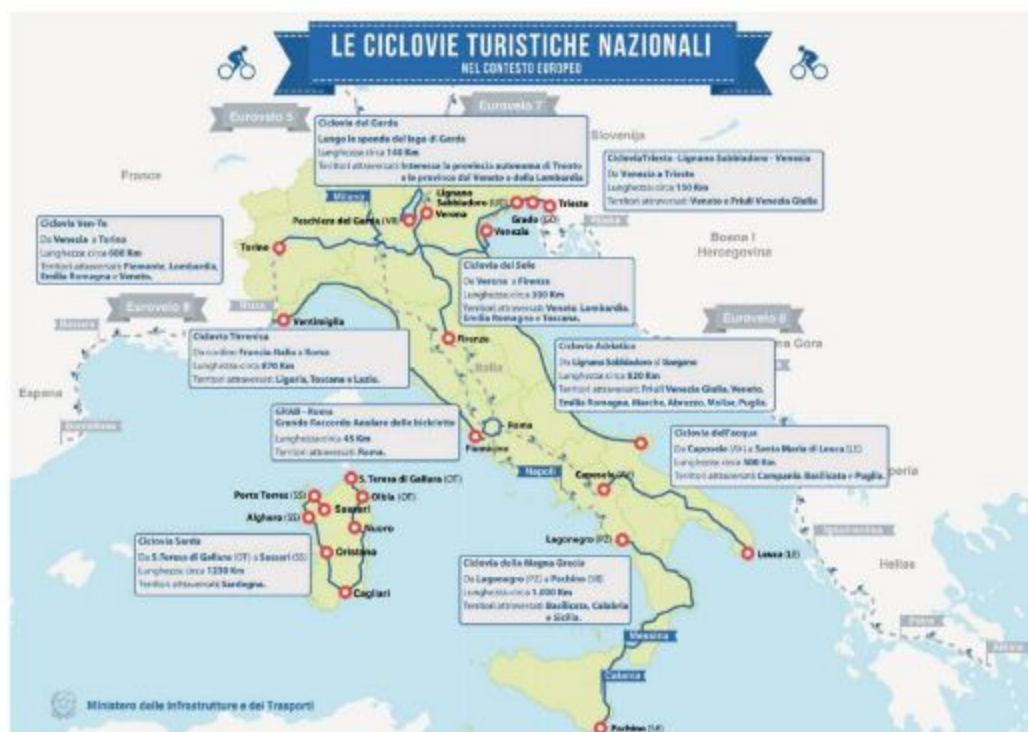 LE CICLOVIE TURISTICHE NAZIONALI
NEL CONTESTO EUROPEO
Eurovelo 5
Eurovelo 7
Ciclovia del Garda
Lungo le sponde del lago di Garda
Lunghezza circa 140 Km
Territori attraversati: Interessa la provincia autonoma di Trento
e le province del Veneto e della Lombardia
Slovenija
CicloviaTrieste - Lignano Sabbiadoro - Venezia
Da Venezia a Trieste
Lunghezza circa 150 Km
Territori attraversati: Veneto e Friuli Venezia Giulia
France
Milano
Lignano
Sabbiadoro (UD)
Verona
Peschiera del Garda (VR)
Grado (GO)
Trieste
Venezia
Torino
Bosna I
Hercegovina
Ciclovia Ven-To
Da Venezia a Torino
Lunghezza circa 680 Km
Territori attraversati: Piemonte, Lombardia,
Emilia Romagna e Veneto.
Ciclovia del Sole
Da Verona a Firenze
Lunghezza circa 300 Km
Territori attraversati: Veneto, Lombardia,
Emilia Romagna e Toscana.
Eurovelo 8
Ventimiglia
Firenze
Italia
Ciclovia Tirrenica
Da confine Francia-Italia a Roma
Lunghezza circa 870 Km
Territori attraversati: Liguria, Toscana e Lazio.
Ciclovia Adriatica
Da Lignano Sabbiadoro al Gargano
Lunghezza circa 820 Km
Territori attraversati: Friuli Venezia Giulia, Veneto,
Emilia Romagna, Marche, Abruzzo, Molise, Puglia.
Gora
Espana
GRAB - Roma
Grande Raccordo Anulare delle biciclette
Lunghezza circa 45 Km
Territori attraversati: Roma.
Roma
Fiumicino
Ciclovia dell'acqua
Da Caposele (AV) a Santa Maria di Leuca (LE)
Lunghezza circa 500 Km
Territori attraversati: Campania, Basilicata e Puglia.
Napoli
Caposele (AV)
S. Teresa di Gallura (OT)
Porto Torres (SS)
Olbia (OT)
Sassari
Alghero (SS)
Nuoro
Oristano
Cagliari
Lagonegro (PZ)
Leuca (LE)
Hellas
Ciclovia Sarda
Da S.Teresa di Gallura (OT) a Sassari (SS)
Lunghezza circa 1230 Km
Territori attraversati: Sardegna.
Ciclovia della Magna Grecia
Da Lagonegro (PZ) a Pachino (SR)
Lunghezza circa 1.000 Km
Territori attraversati: Basilicata, Calabria
e Sicilia.
Messina
Catania
Pachino (SR)
Ministero delle Infrastrutture e dei Trasporti